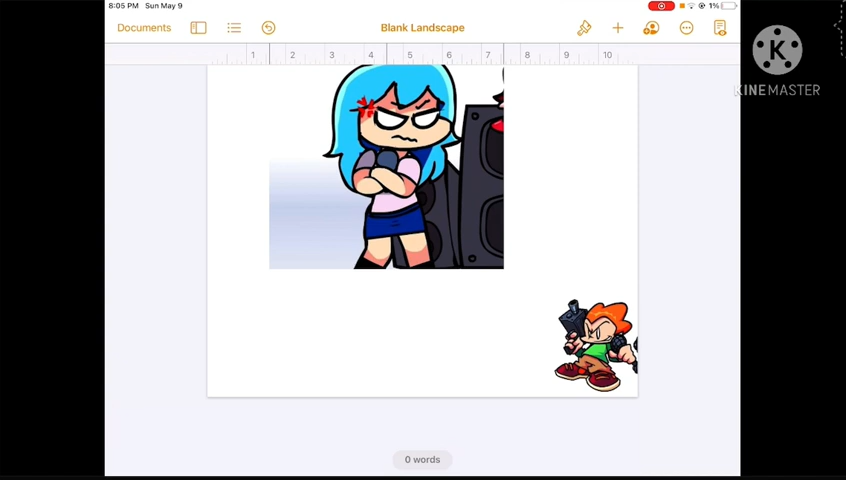 8:05 PM Sun May 9
1%
Documents
Blank Landscape
1 2 3 4 5 6 7 8 9 10
K
KINEMASTER
0 words